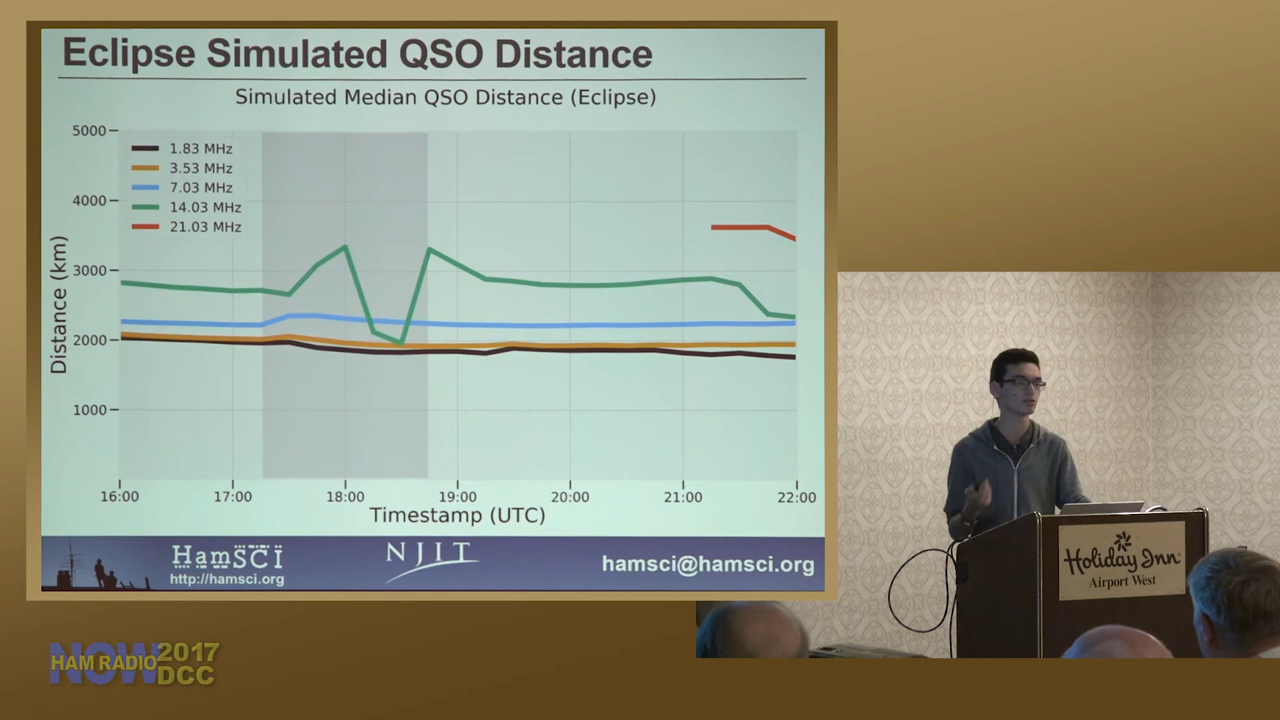 Eclipse Simulated QSO Distance
Simulated Median QSO Distance (Eclipse)
5000
4000
3000
2000
1000
Distance (km)
1.83 MHz
3.53 MHz
7.03 MHz
14.03 MHz
21.03 MHz
16:00
17:00
18:00
19:00
20:00
21:00
22:00
Timestamp (UTC)
HamSCI
http://hamsci.org
NJIT
hamsci@hamsci.org
Holiday Inn
Airport West
NOW
HAM RADIO
2017
DCC